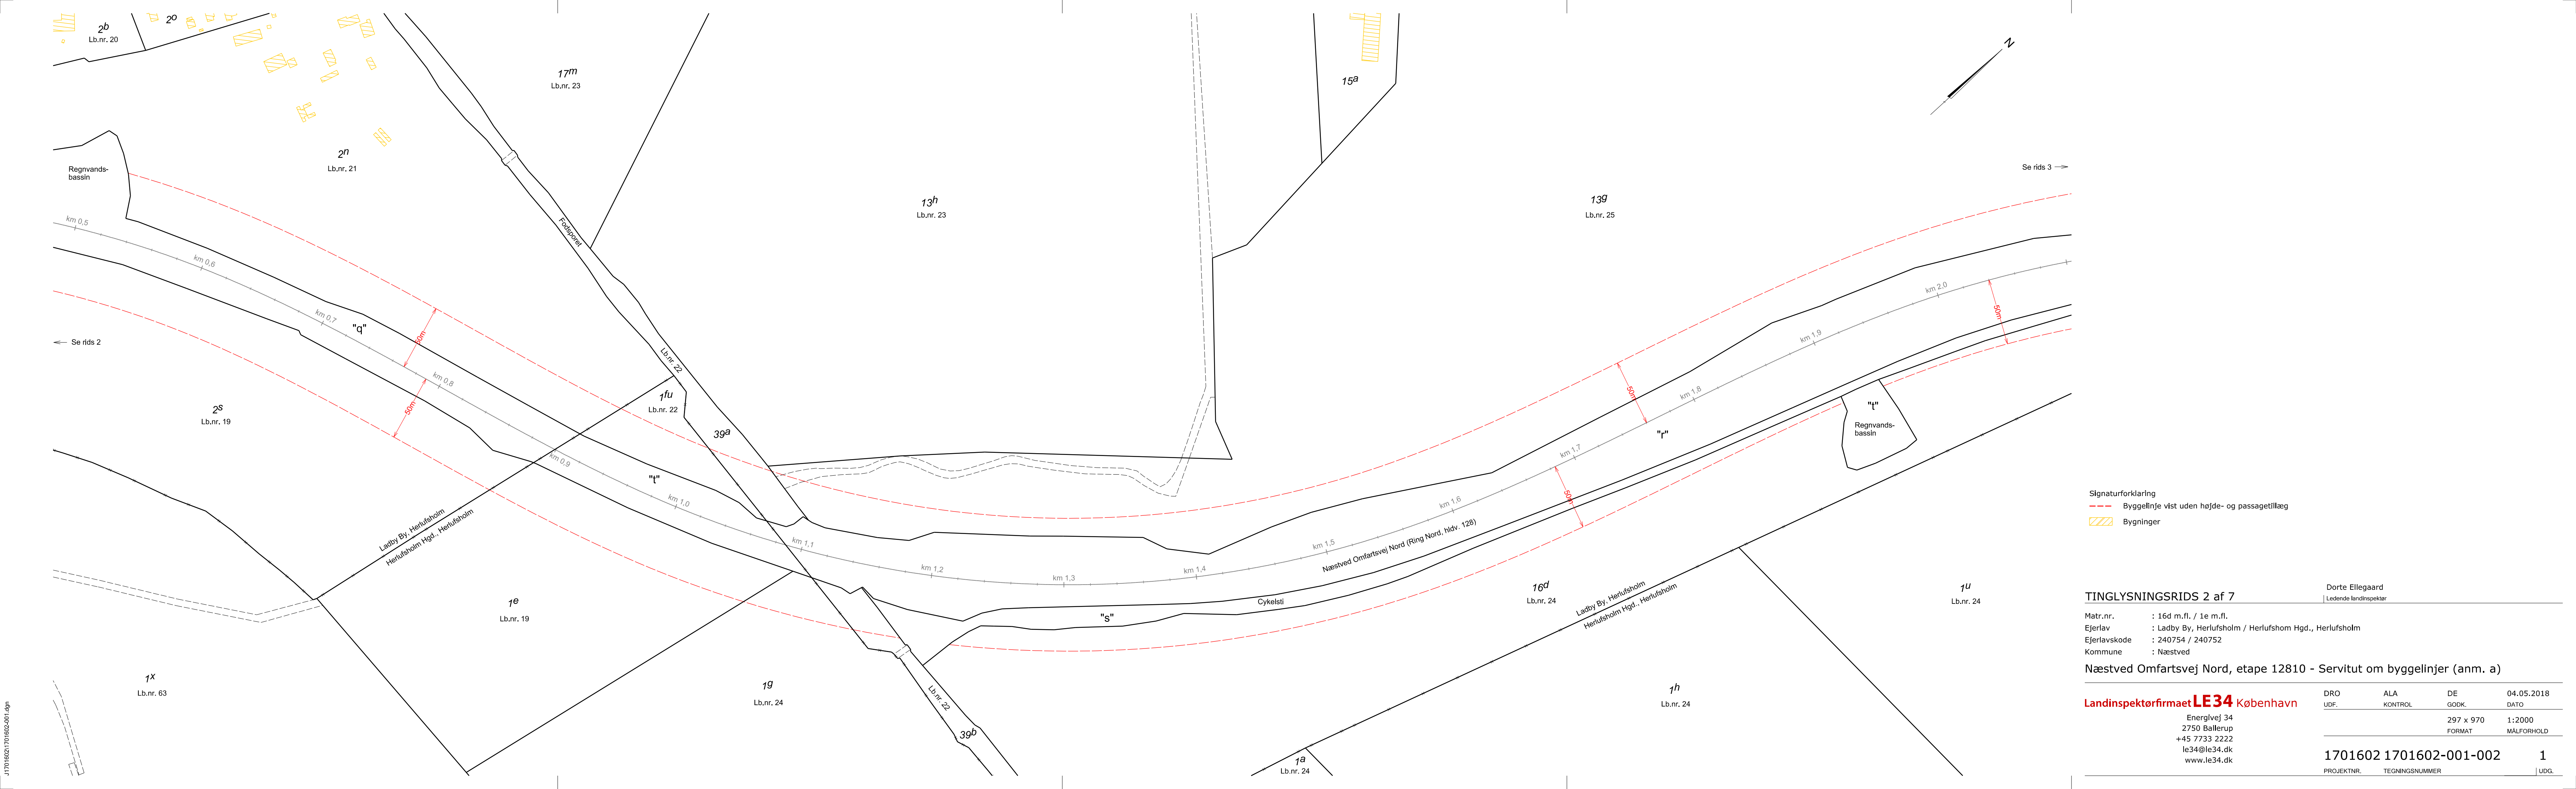 2b
Lb.nr. 20
2o
17m
Lb.nr. 23
15a
N
2n
Lb.nr. 21
Regnvands-
bassin
Se rids 3
13h
Lb.nr. 23
13g
Lb.nr. 25
Fodsporet
km 0,5
km 0,6
km 0,7
"q"
50m
Se rids 2
km 0,8
50m
Lb.nr. 22
1fu
Lb.nr. 22
39a
2s
Lb.nr. 19
km 0,9
"t"
km 1,0
km 1,1
km 1,2
km 1,3
km 1,4
km 1,5
km 1,6
km 1,7
km 1,8
km 1,9
km 2,0
50m
50m
50m
"r"
"t"
Regnvands-
bassin
Næstved Omfartsvej Nord (Ring Nord, hldv. 128)
Cykelsti
"s"
Ladby By, Herlufsholm
Herlufsholm Hgd., Herlufsholm
1e
Lb.nr. 19
16d
Lb.nr. 24
Ladby By, Herlufsholm
Herlufsholm Hgd., Herlufsholm
1u
Lb.nr. 24
1x
Lb.nr. 63
1g
Lb.nr. 24
Lb.nr. 22
39b
1h
Lb.nr. 24
1a
Lb.nr. 24
J:1701602\1701602-001.dgn
Signaturforklaring
Byggelinje vist uden højde- og passagetillæg
Bygninger
TINGLYSNINGSRIDS 2 af 7
Dorte Ellegaard
Ledende landinspektør
Matr.nr. : 16d m.fl. / 1e m.fl.
Ejerlav : Ladby By, Herlufsholm / Herlufshom Hgd., Herlufsholm
Ejerlavskode : 240754 / 240752
Kommune : Næstved
Næstved Omfartsvej Nord, etape 12810 - Servitut om byggelinjer (anm. a)
Landinspektørfirmaet LE34 København
Energivej 34
2750 Ballerup
+45 7733 2222
le34@le34.dk
www.le34.dk
DRO ALA DE 04.05.2018
UDF. KONTROL GODK. DATO
297 x 970 1:2000
FORMAT MÅLFORHOLD
1701602 1701602-001-002 1
PROJEKTNR. TEGNINGSNUMMER UDG.